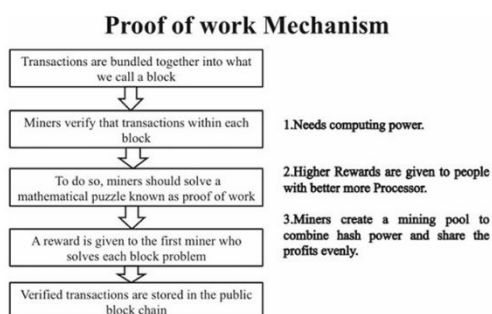 Proof of work Mechanism
Transactions are bundled together into what
we call a block
Miners verify that transactions within each
block
To do so, miners should solve a
mathematical puzzle known as proof of work
A reward is given to the first miner who
solves each block problem
Verified transactions are stored in the public
block chain
1.Needs computing power.
2.Higher Rewards are given to people
with better more Processor.
3.Miners create a mining pool to
combine hash power and share the
profits evenly.